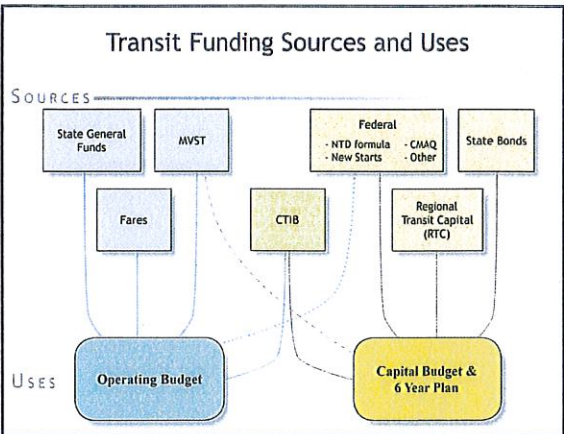 Transit Funding Sources and Uses
SOURCES
State General
Funds
MVST
Federal
- NTD formula - CMAQ
- New Starts - Other
State Bonds
Fares
CTIB
Regional
Transit Capital
(RTC)
USES
Operating Budget
Capital Budget &
6 Year Plan